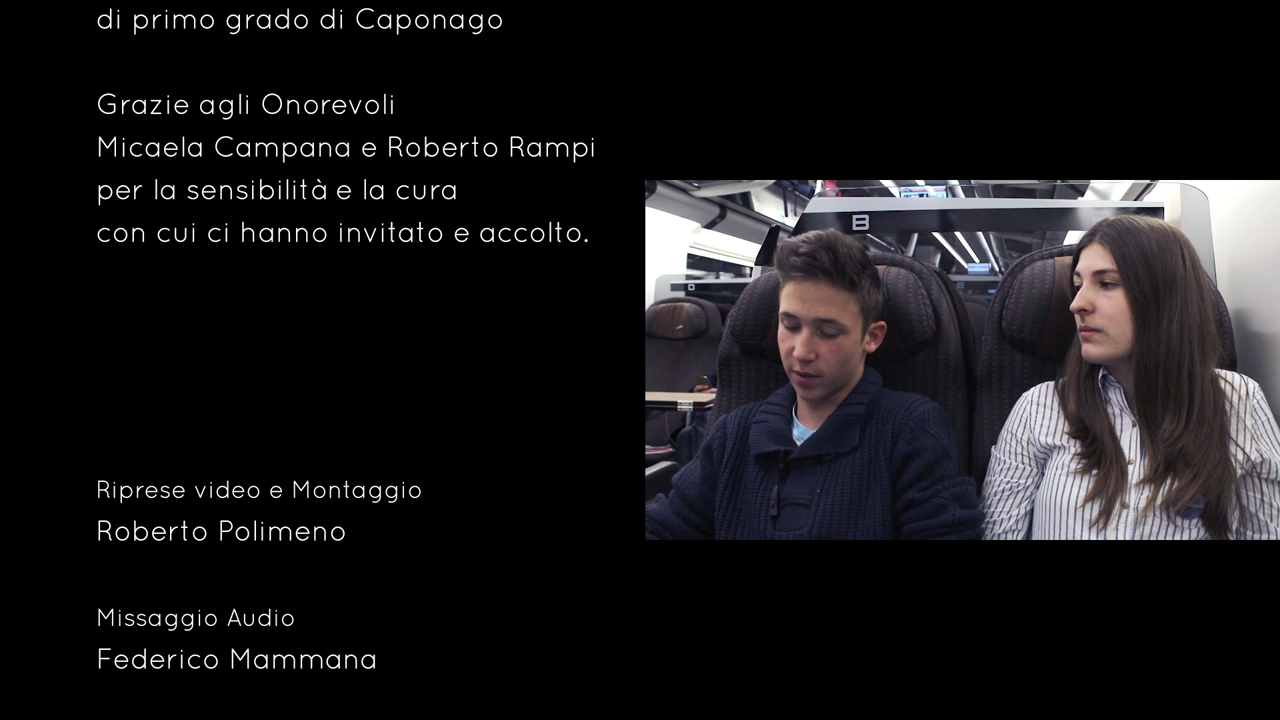 di primo grado di Caponago
Grazie agli Onorevoli
Micaela Campana e Roberto Rampi
per la sensibilità e la cura
con cui ci hanno invitato e accolto.
B
Riprese video e Montaggio
Roberto Polimeno
Missaggio Audio
Federico Mammana